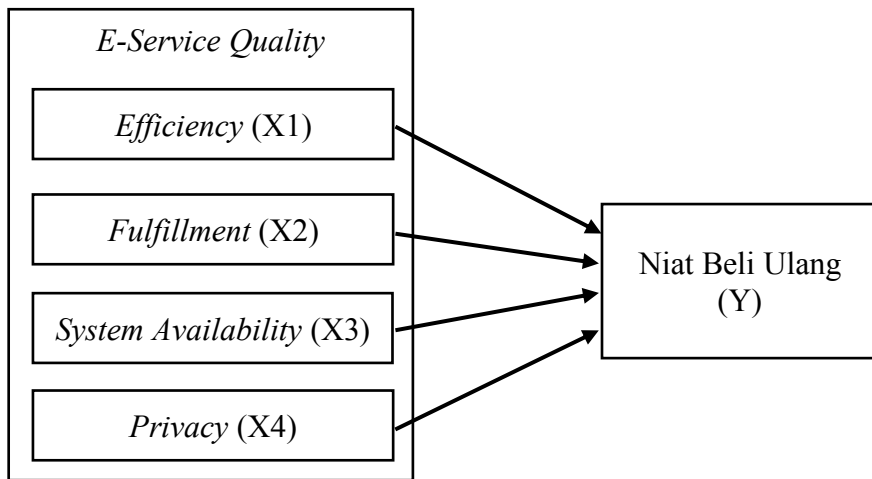 E-Service Quality
Efficiency (X1)
Fulfillment (X2)
System Availability (X3)
Privacy (X4)
Niat Beli Ulang
(Y)